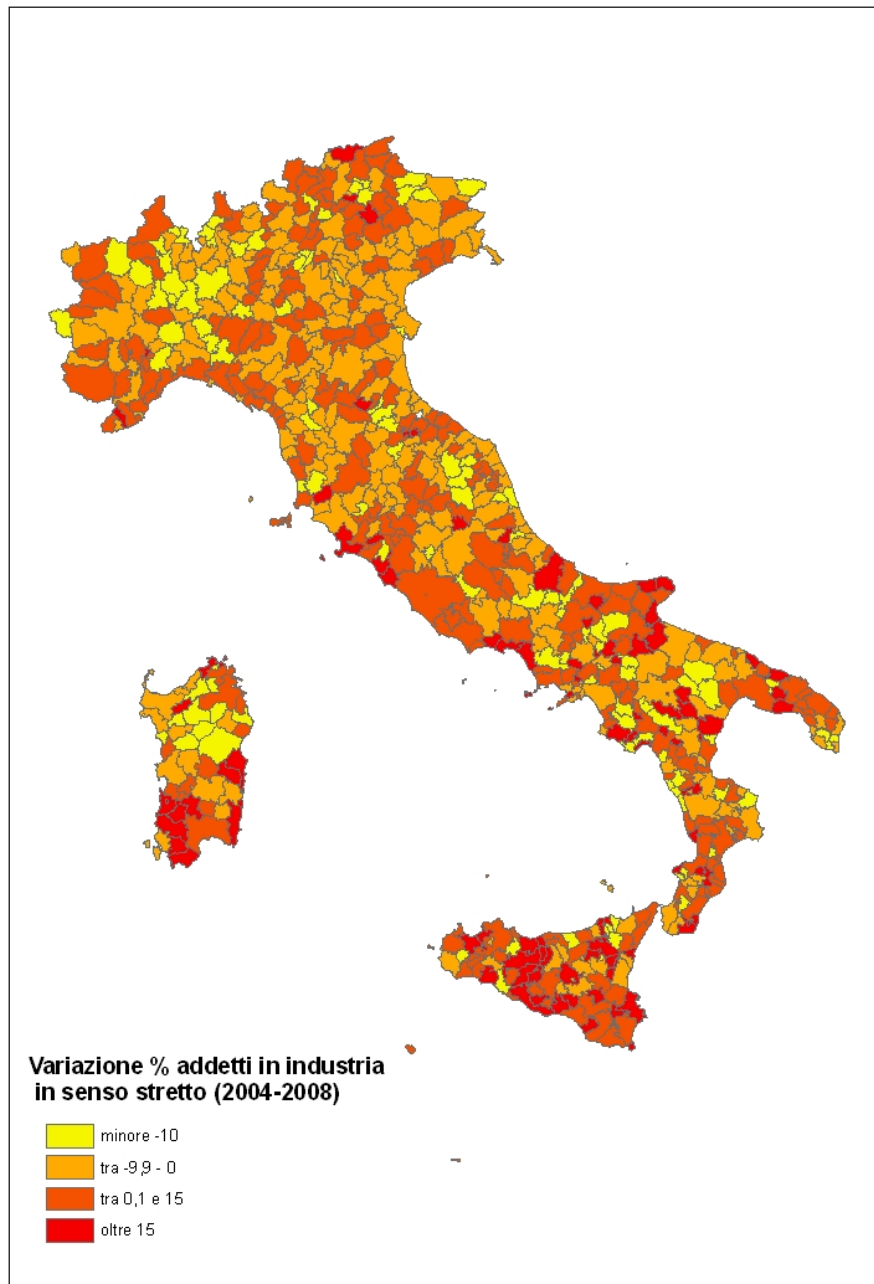 Variazione % addetti in industria
in senso stretto (2004-2008)
minore -10
tra -9,9 - 0
tra 0,1 e 15
oltre 15